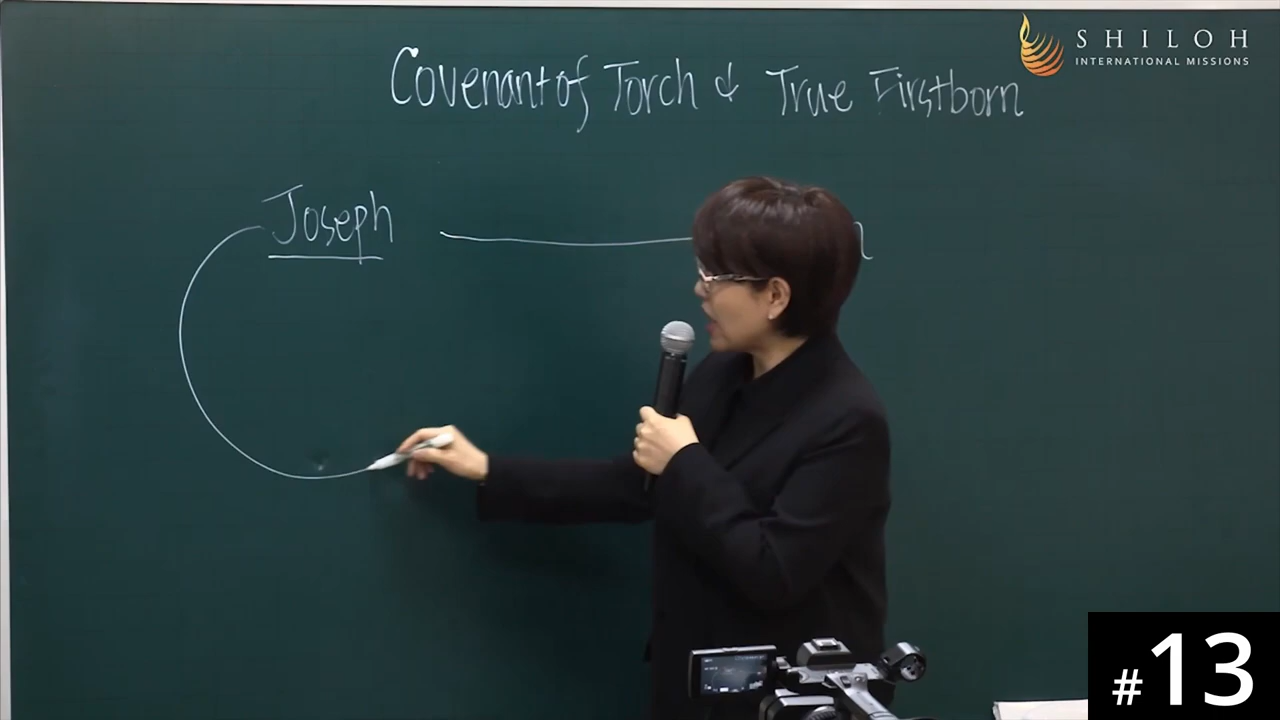 SHILOH
INTERNATIONAL MISSIONS
Covenant of Torch & True Firstborn
Joseph
#13